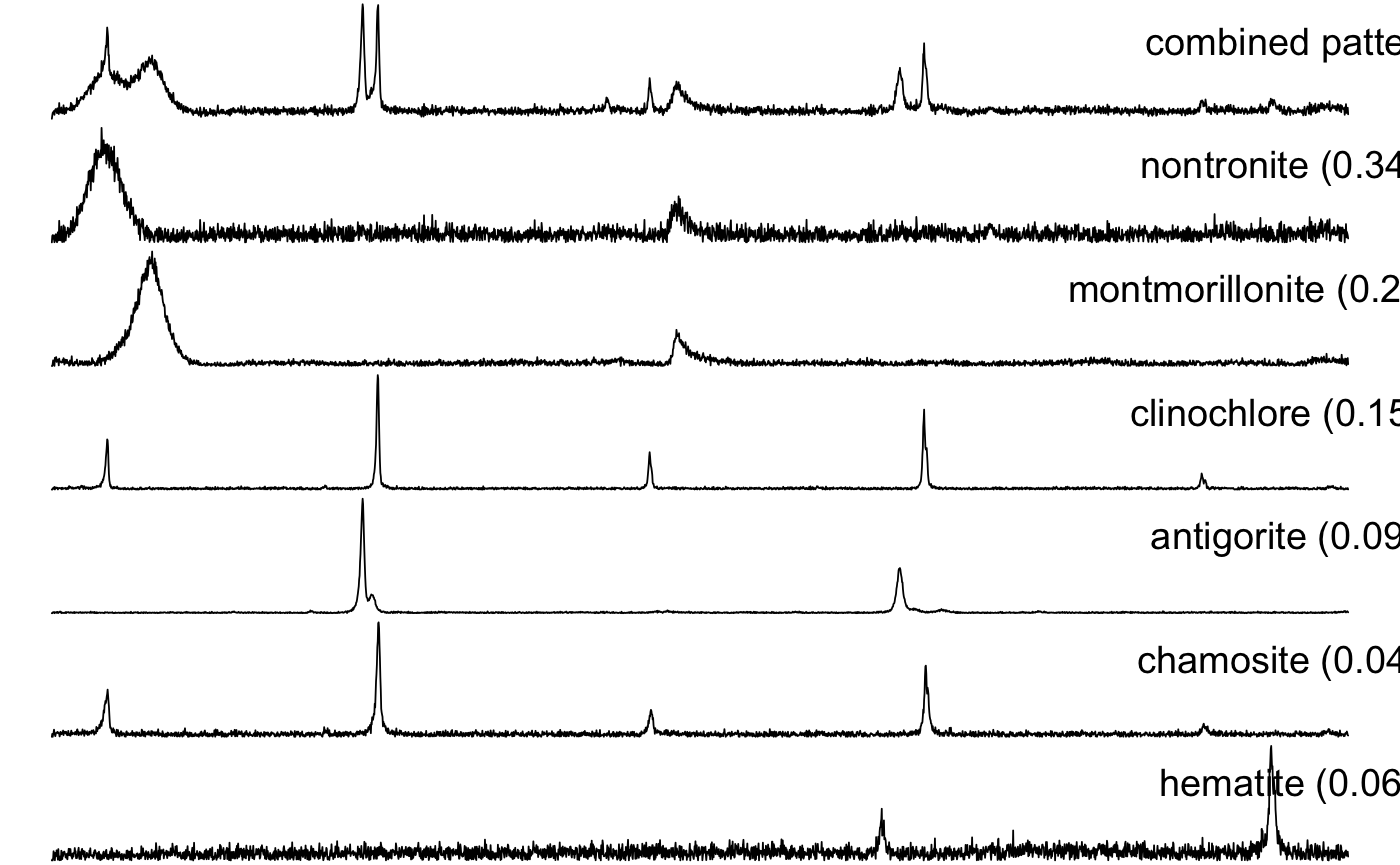 combined patte
nontronite (0.34
montmorillonite (0.2
clinochlore (0.15
antigorite (0.09
chamosite (0.04
hematite (0.06